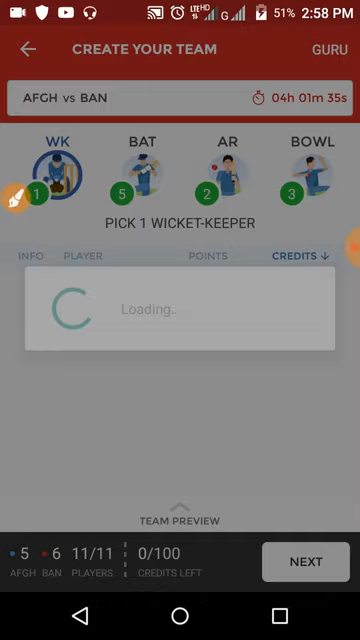 LTE HD
G
51%
2:58 PM
CREATE YOUR TEAM
GURU
AFGH vs BAN
04h 01m 35s
WK
BAT
AR
BOWL
1
5
2
3
PICK 1 WICKET-KEEPER
INFO
PLAYER
POINTS
CREDITS ↓
Loading..
TEAM PREVIEW
5
6
11/11
0/100
AFGH
BAN
PLAYERS
CREDITS LEFT
NEXT